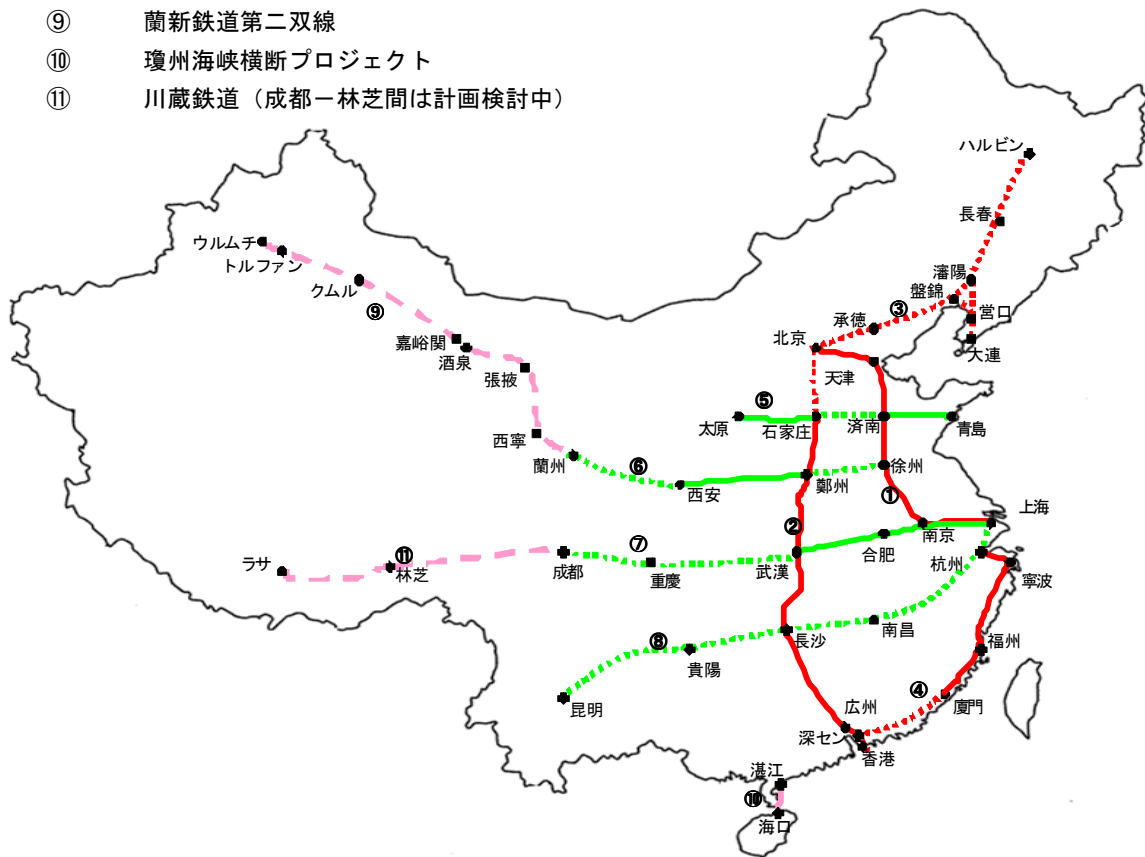 ⑨ 蘭新鉄道第二双線
⑩ 瓊州海峡横断プロジェクト
⑪ 川蔵鉄道（成都－林芝間は計画検討中）
ハルビン
長春
瀋陽
盤錦
営口
大連
③
承徳
北京
天津
ウルムチ
トルファン
クムル
⑨
嘉峪関
酒泉
張掖
西寧
蘭州
⑤
太原
石家庄
済南
青島
⑥
西安
鄭州
徐州
①
②
南京
上海
合肥
杭州
寧波
⑦
成都
重慶
武漢
⑪
ラサ
林芝
⑧
昆明
貴陽
長沙
南昌
福州
④
厦門
広州
深セン
香港
湛江
⑩
海口